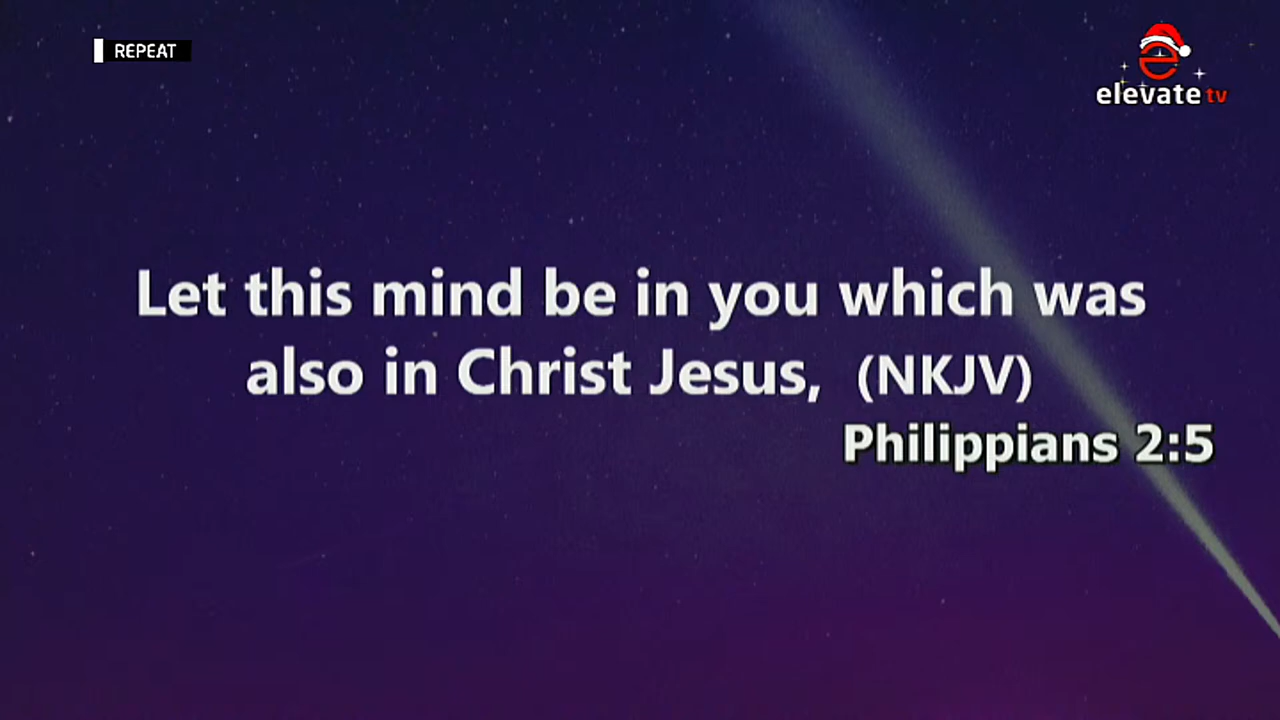 REPEAT
elevate tv
Let this mind be in you which was
also in Christ Jesus, (NKJV)
Philippians 2:5